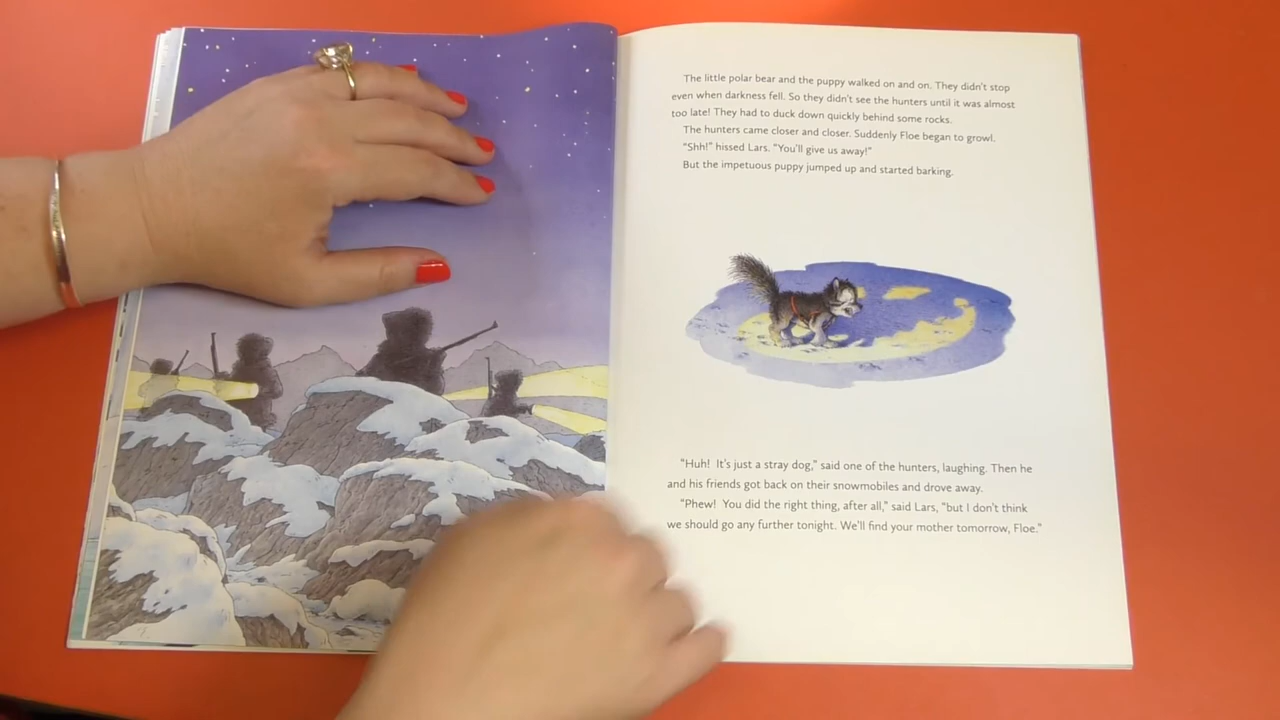 The little polar bear and the puppy walked on and on. They didn't stop
even when darkness fell. So they didn't see the hunters until it was almost
too late! They had to duck down quickly behind some rocks.
The hunters came closer and closer. Suddenly Floe began to growl.
"Shh!" hissed Lars. "You'll give us away!"
But the impetuous puppy jumped up and started barking.
"Huh! It's just a stray dog," said one of the hunters, laughing. Then he
and his friends got back on their snowmobiles and drove away.
"Phew! You did the right thing, after all," said Lars, "but I don't think
we should go any further tonight. We'll find your mother tomorrow, Floe."